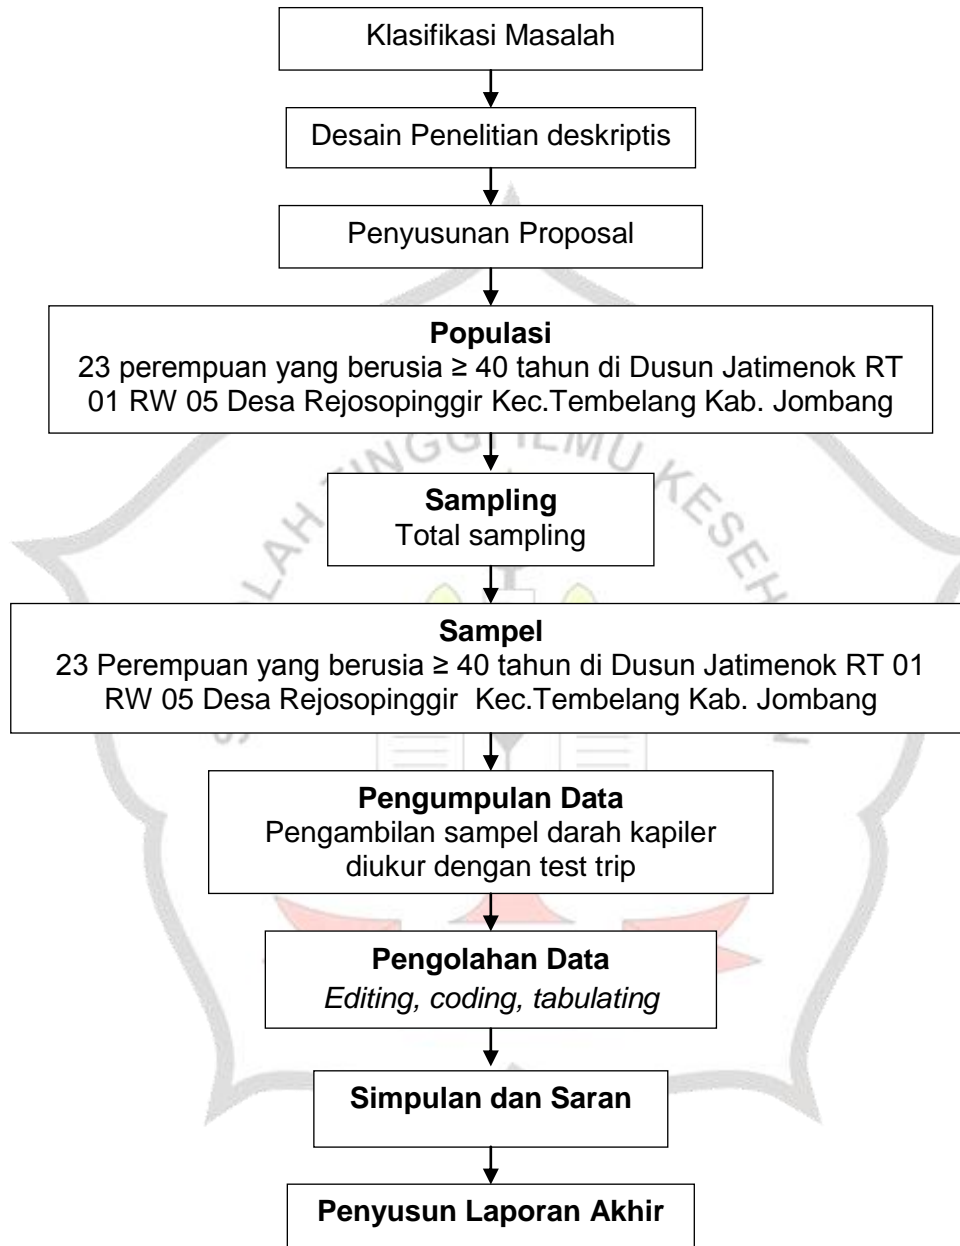 Klasifikasi Masalah
Desain Penelitian deskriptis
Penyusunan Proposal
Populasi
23 perempuan yang berusia ≥ 40 tahun di Dusun Jatimenok RT
01 RW 05 Desa Rejosopinggir Kec.Tembelang Kab. Jombang
Sampling
Total sampling
Sampel
23 Perempuan yang berusia ≥ 40 tahun di Dusun Jatimenok RT 01
RW 05 Desa Rejosopinggir  Kec.Tembelang Kab. Jombang
Pengumpulan Data
Pengambilan sampel darah kapiler
diukur dengan test trip
Pengolahan Data
Editing, coding, tabulating
Simpulan dan Saran
Penyusun Laporan Akhir